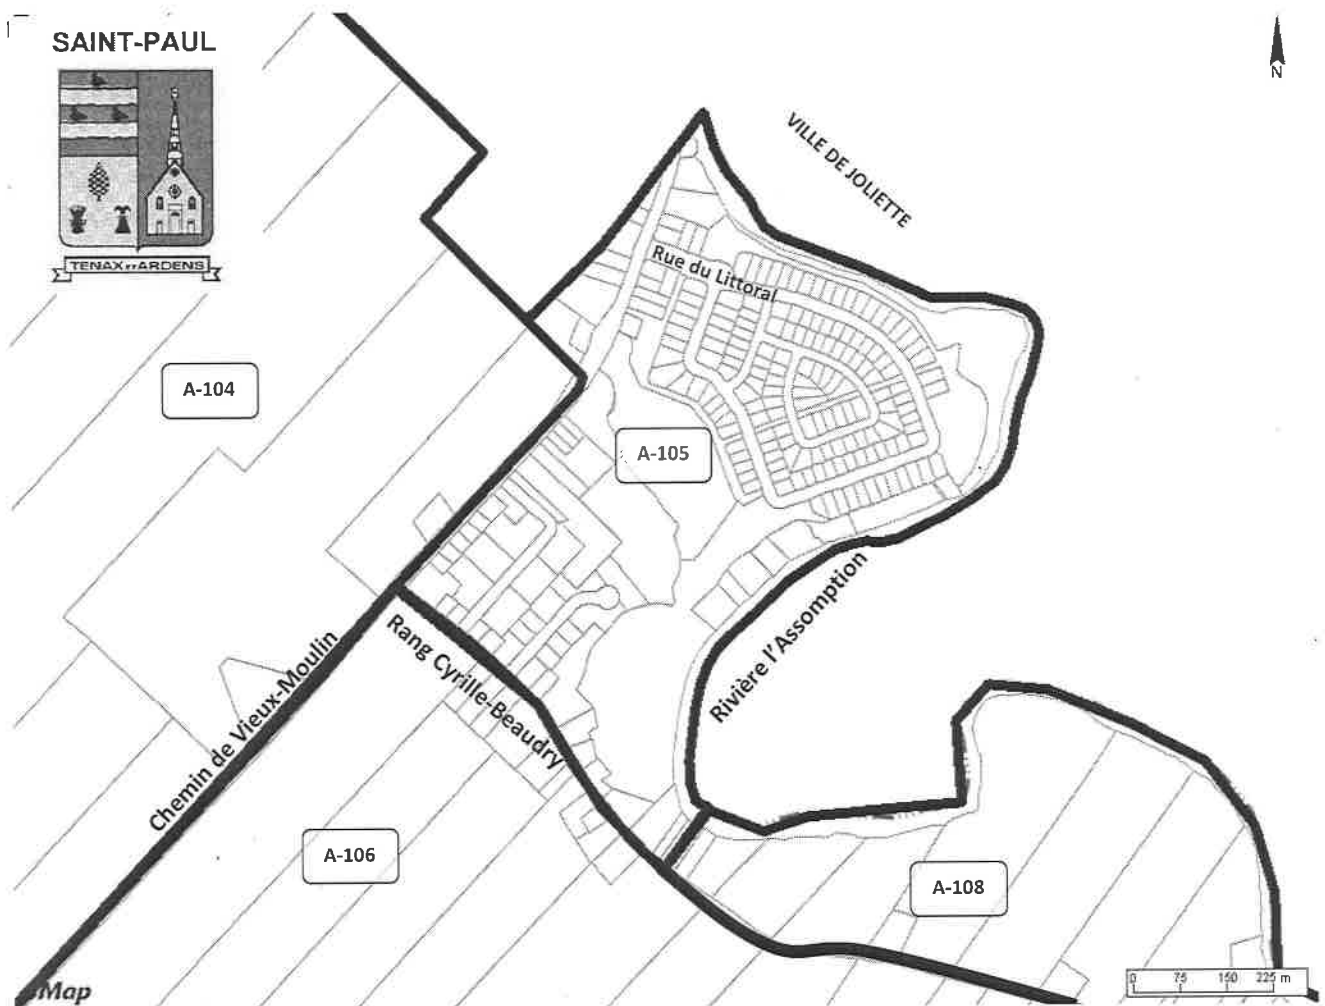 SAINT-PAUL
TENAX ET ARDENS
N
VILLE DE JOLIETTE
Rue du Littoral
A-104
A-105
Rivière l'Assomption
Rang Cyrille-Beaudry
Chemin de Vieux-Moulin
A-106
A-108
0 75 150 225 m
Map